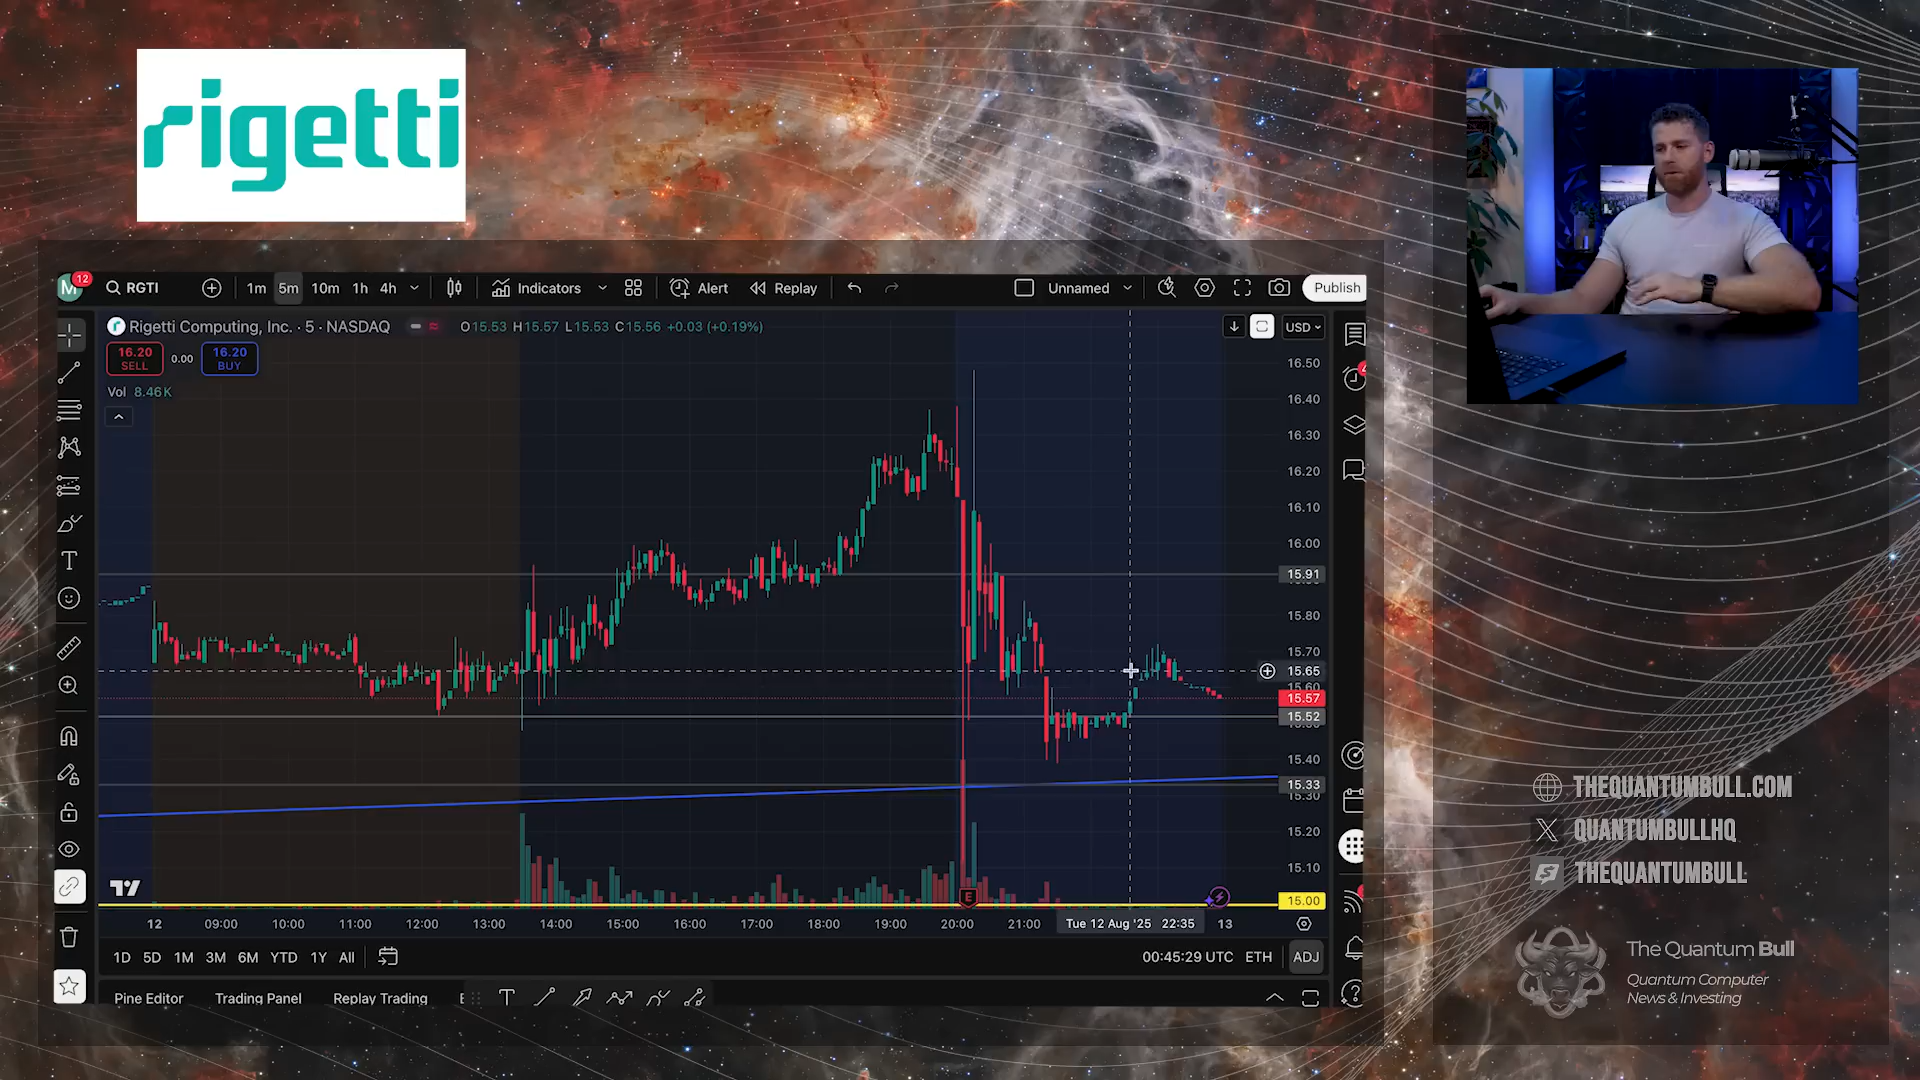 rigetti
M 12 RGTI 1m 5m 10m 1h 4h Indicators Alert Replay Unnamed Publish
Rigetti Computing, Inc. · 5 · NASDAQ O15.53 H15.57 L15.53 C15.56 +0.03 (+0.19%) USD
16.20 SELL 0.00 16.20 BUY
Vol 8.46K
16.50
16.40
16.30
16.20
16.10
16.00
15.91
15.80
15.70
15.65
15.60
15.57
15.52
15.40
15.33
15.30
15.20
15.10
15.00
E
12 09:00 10:00 11:00 12:00 13:00 14:00 15:00 16:00 17:00 18:00 19:00 20:00 21:00 Tue 12 Aug '25 22:35 13
1D 5D 1M 3M 6M YTD 1Y All 00:45:29 UTC ETH ADJ
Pine Editor Trading Panel Replay Trading
THEQUANTUMBULL.COM
QUANTUMBULLHQ
THEQUANTUMBULL
The Quantum Bull
Quantum Computer
News & Investing